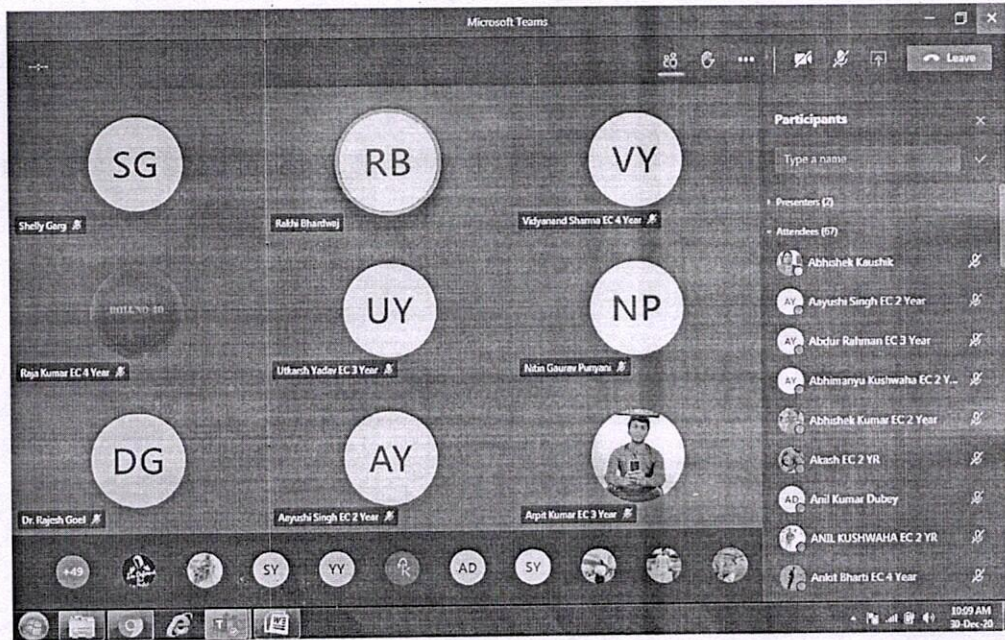 Microsoft Teams
Leave
SG
Shelly Garg
RB
Rakhi Bhardwaj
VY
Vidyanand Sharma EC 4 Year
ROLL NO 40
Raja Kumar EC 4 Year
UY
Utkarsh Yadav EC 3 Year
NP
Nitin Gaurav Punyani
DG
Dr. Rajesh Goel
AY
Aayushi Singh EC 2 Year
Arpit Kumar EC 3 Year
+49
SY
YY
AD
SY
Participants
Type a name
Presenters (2)
Attendees (67)
Abhishek Kaushik
AY
Aayushi Singh EC 2 Year
AY
Abdur Rahman EC 3 Year
AY
Abhimanyu Kushwaha EC 2 Y...
Abhishek Kumar EC 2 Year
Akash EC 2 YR
AD
Anil Kumar Dubey
ANIL KUSHWAHA EC 2 YR
Ankit Bharti EC 4 Year
10:09 AM
30-Dec-20